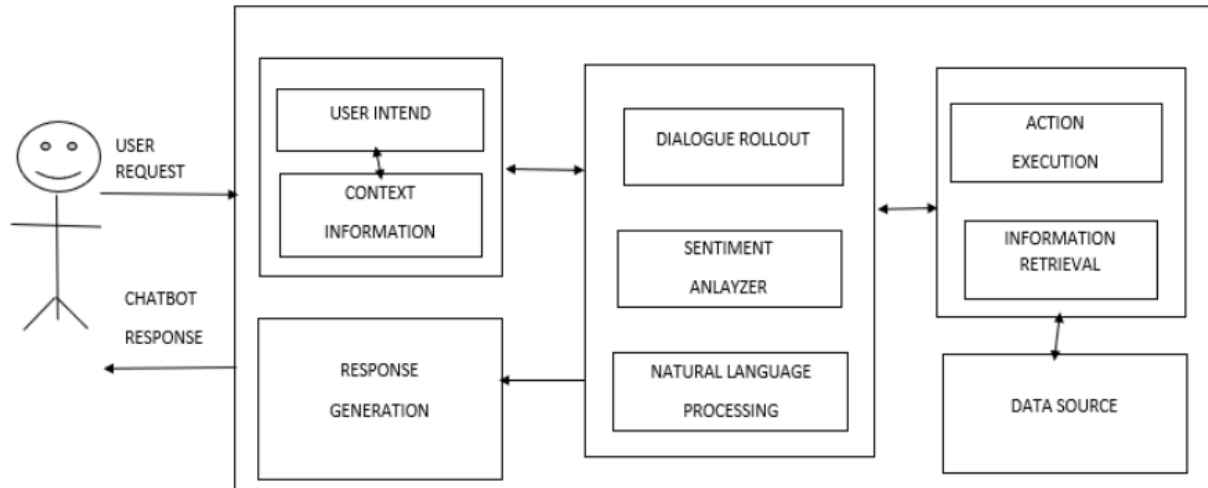 USER
REQUEST
CHATBOT
RESPONSE
USER INTEND
CONTEXT
INFORMATION
RESPONSE
GENERATION
DIALOGUE ROLLOUT
SENTIMENT
ANLAYZER
NATURAL LANGUAGE
PROCESSING
ACTION
EXECUTION
INFORMATION
RETRIEVAL
DATA SOURCE